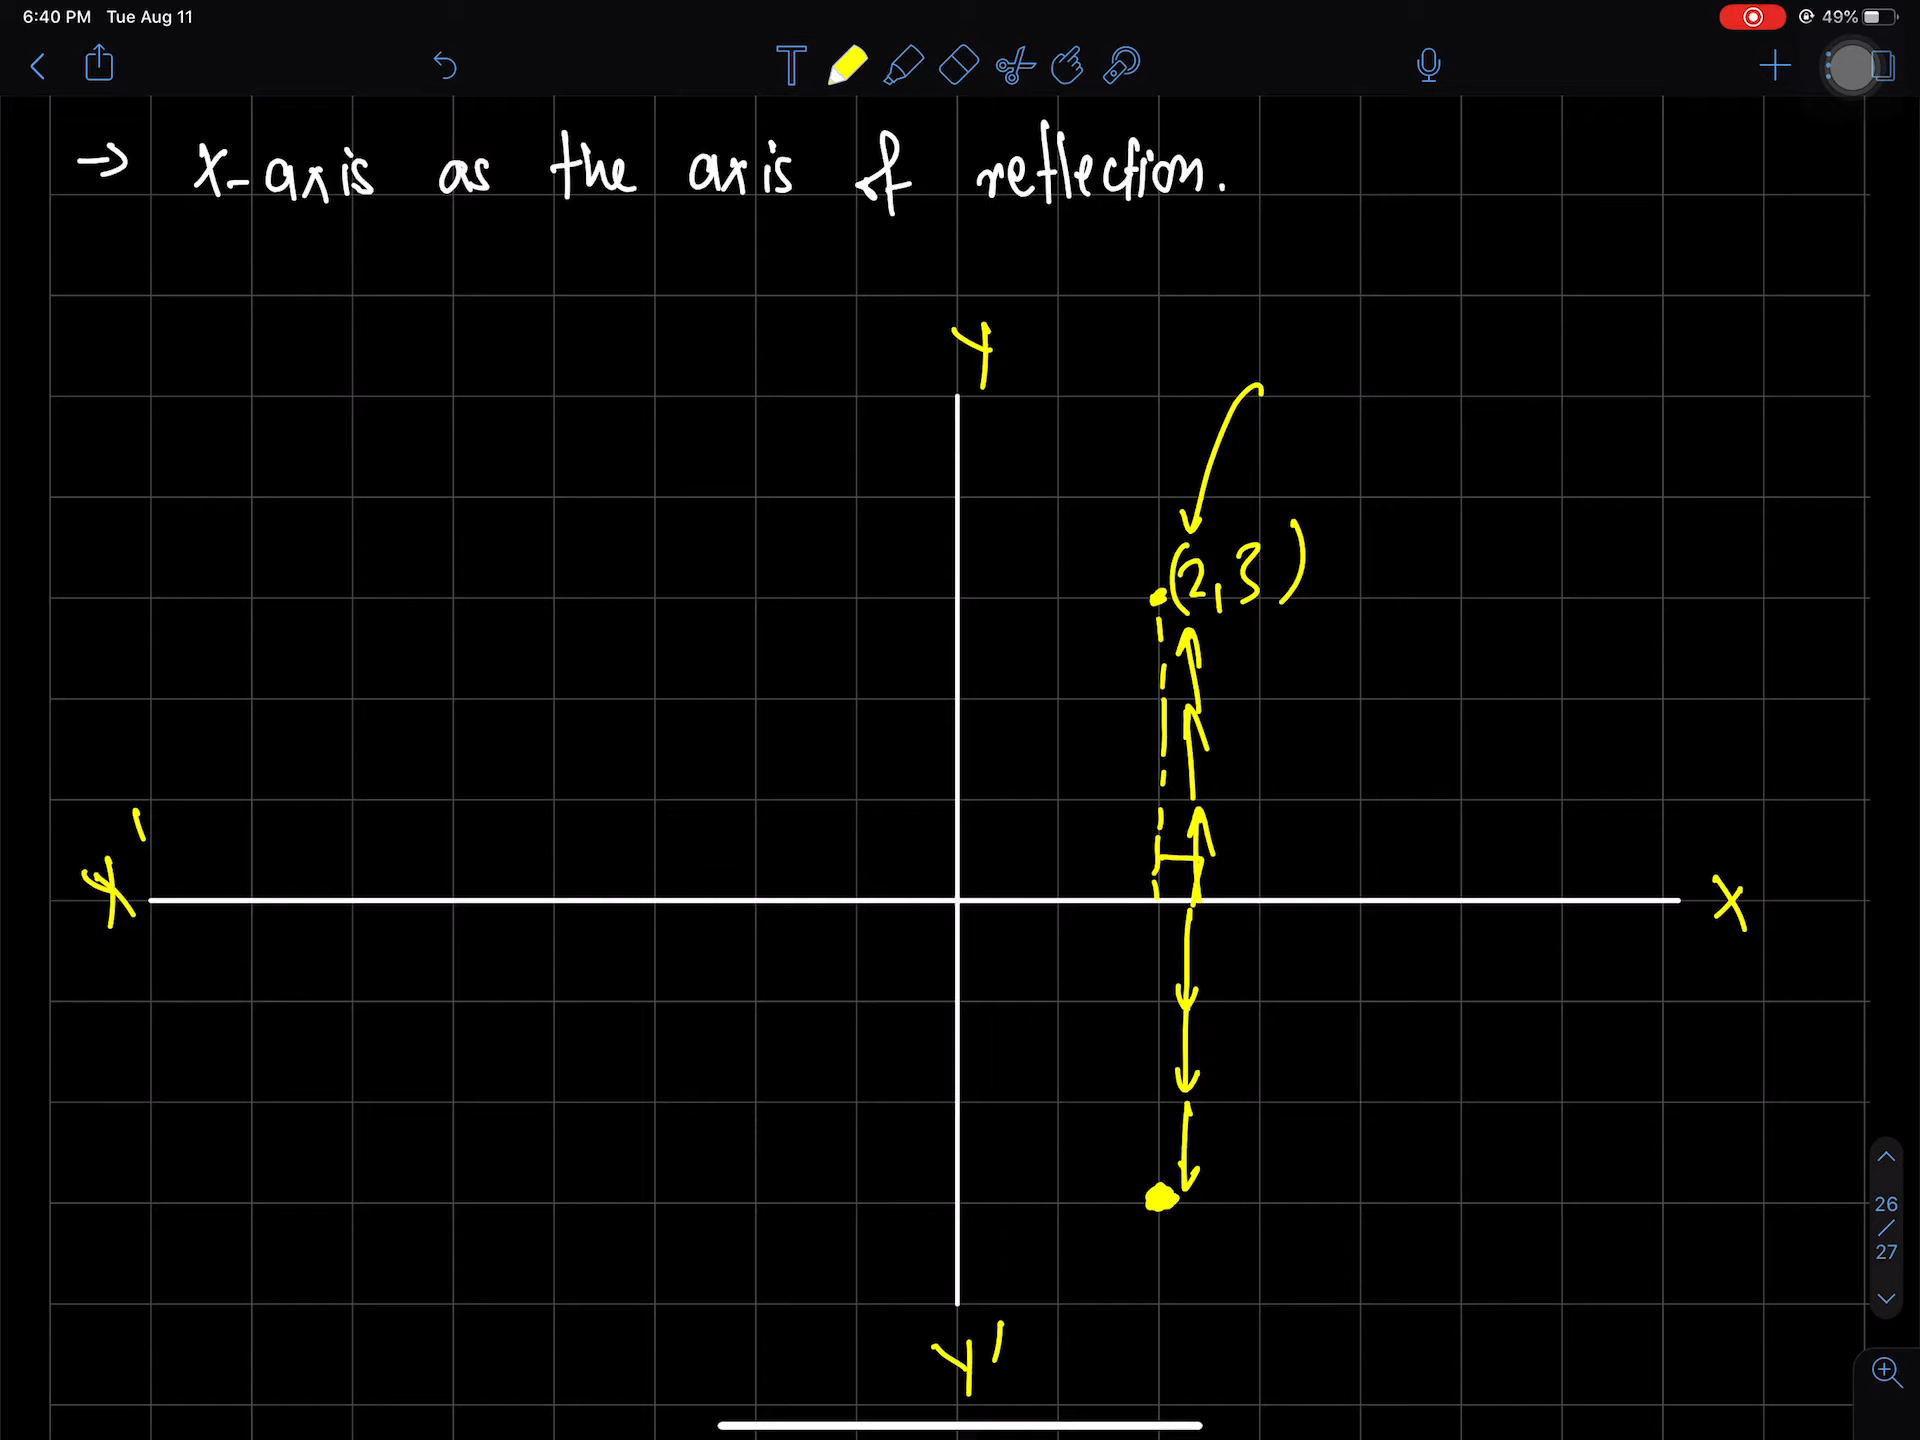 6:40 PM Tue Aug 11
49%
T
→ X-axis as the axis of reflection.
Y
(2,3)
X'
X
26
/
27
Y'